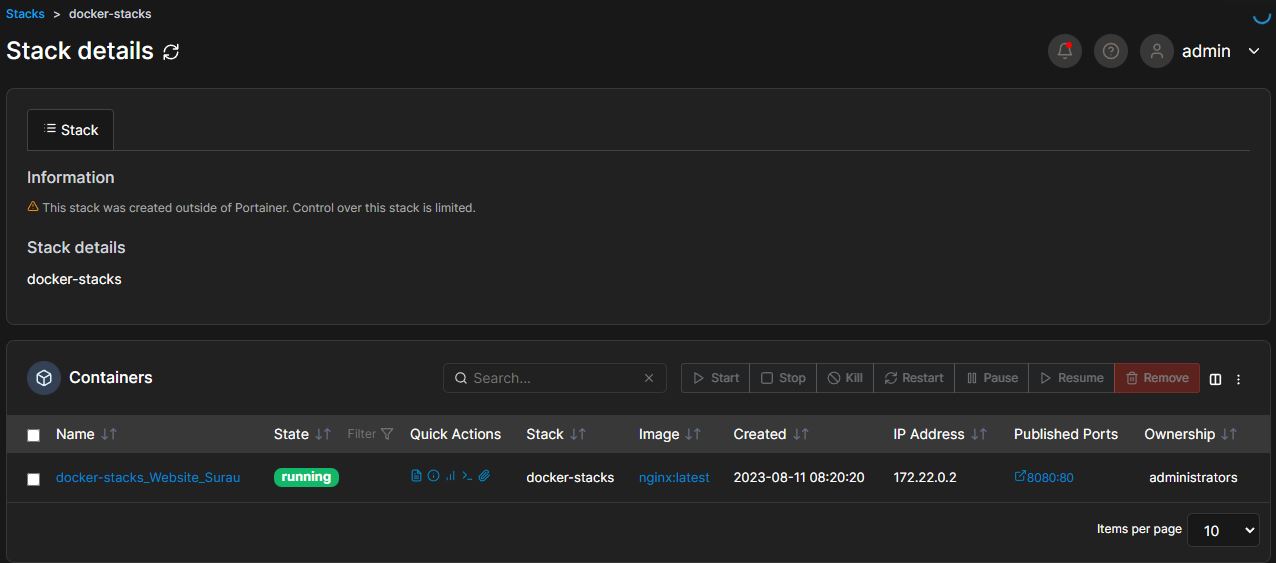 Stacks > docker-stacks
Stack details
admin
Stack
Information
This stack was created outside of Portainer. Control over this stack is limited.
Stack details
docker-stacks
Containers
Search...
Start Stop Kill Restart Pause Resume Remove
Name State Filter Quick Actions Stack Image Created IP Address Published Ports Ownership
docker-stacks_Website_Surau running docker-stacks nginx:latest 2023-08-11 08:20:20 172.22.0.2 8080:80 administrators
Items per page 10